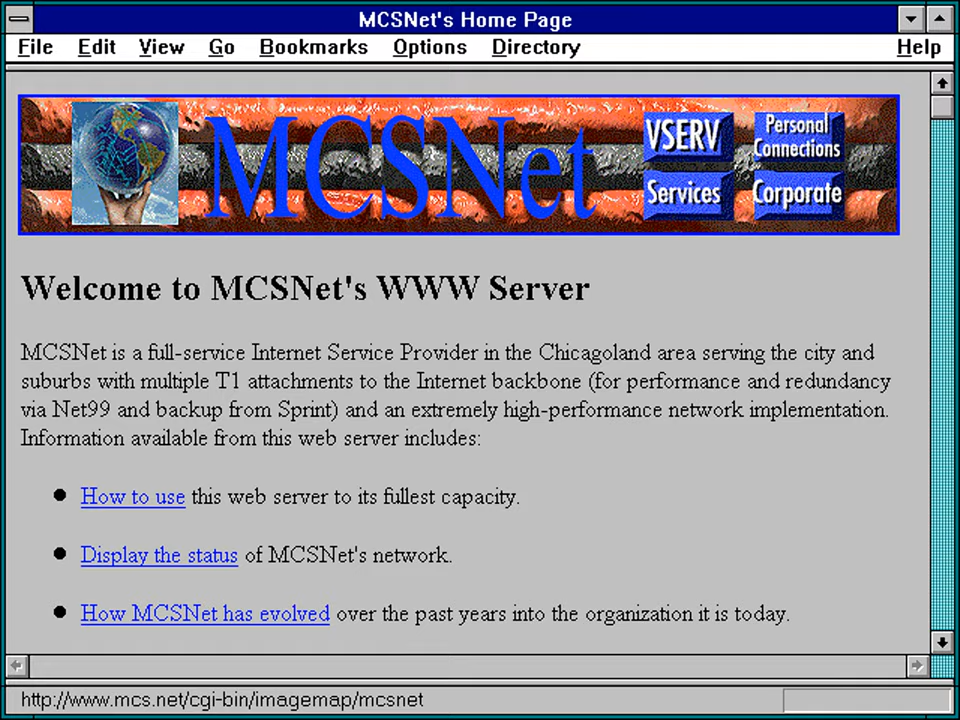 MCSNet's Home Page
File Edit View Go Bookmarks Options Directory Help
MCSNet
VSERV
Personal
Connections
Services
Corporate
Welcome to MCSNet's WWW Server
MCSNet is a full-service Internet Service Provider in the Chicagoland area serving the city and
suburbs with multiple T1 attachments to the Internet backbone (for performance and redundancy
via Net99 and backup from Sprint) and an extremely high-performance network implementation.
Information available from this web server includes:
How to use this web server to its fullest capacity.
Display the status of MCSNet's network.
How MCSNet has evolved over the past years into the organization it is today.
http://www.mcs.net/cgi-bin/imagemap/mcsnet